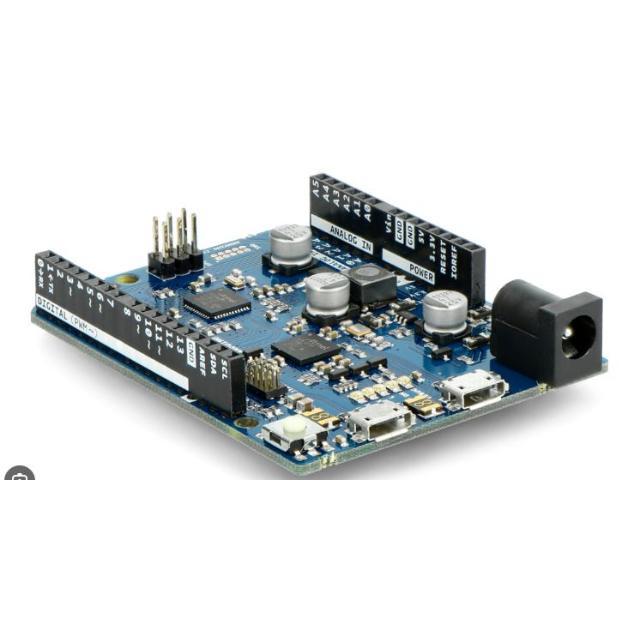 A5
A4
A3
A2
A1
A0
Vin
GND
GND
5V
3.3V
RESET
IOREF
ANALOG IN
POWER
0←RX
1→TX
2
3~
4
5~
6~
7
8
9~
10~
11~
12
13
GND
AREF
SDA
SCL
DIGITAL (PWM~)